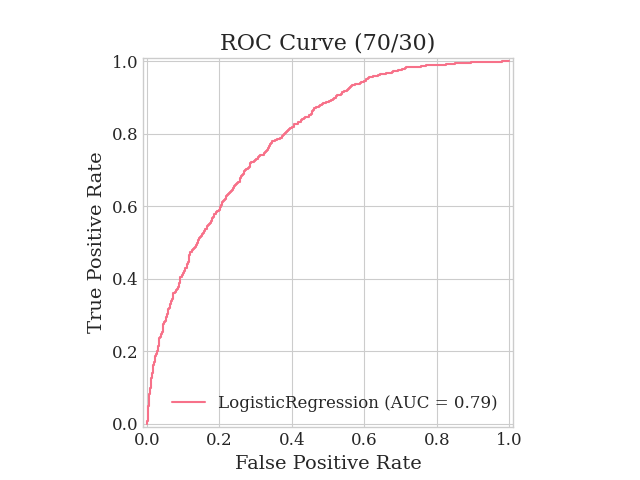 ROC Curve (70/30)
True Positive Rate
1.0
0.8
0.6
0.4
0.2
0.0
LogisticRegression (AUC = 0.79)
0.0 0.2 0.4 0.6 0.8 1.0
False Positive Rate